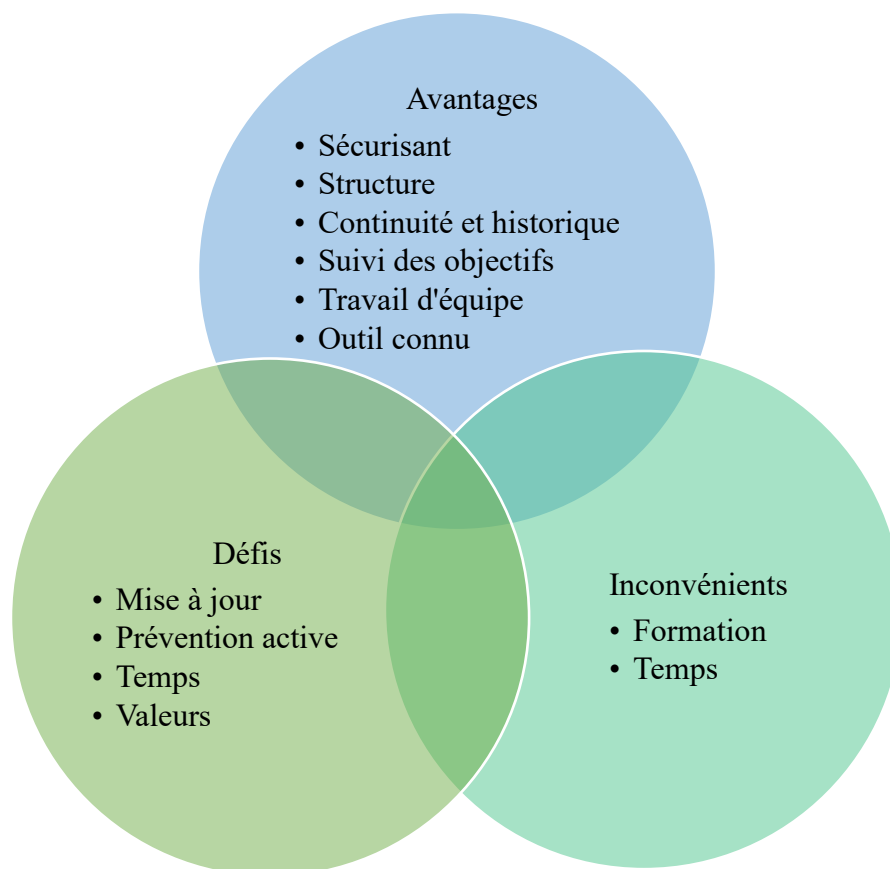 Avantages
• Sécurisant
• Structure
• Continuité et historique
• Suivi des objectifs
• Travail d'équipe
• Outil connu
Défis
• Mise à jour
• Prévention active
• Temps
• Valeurs
Inconvénients
• Formation
• Temps